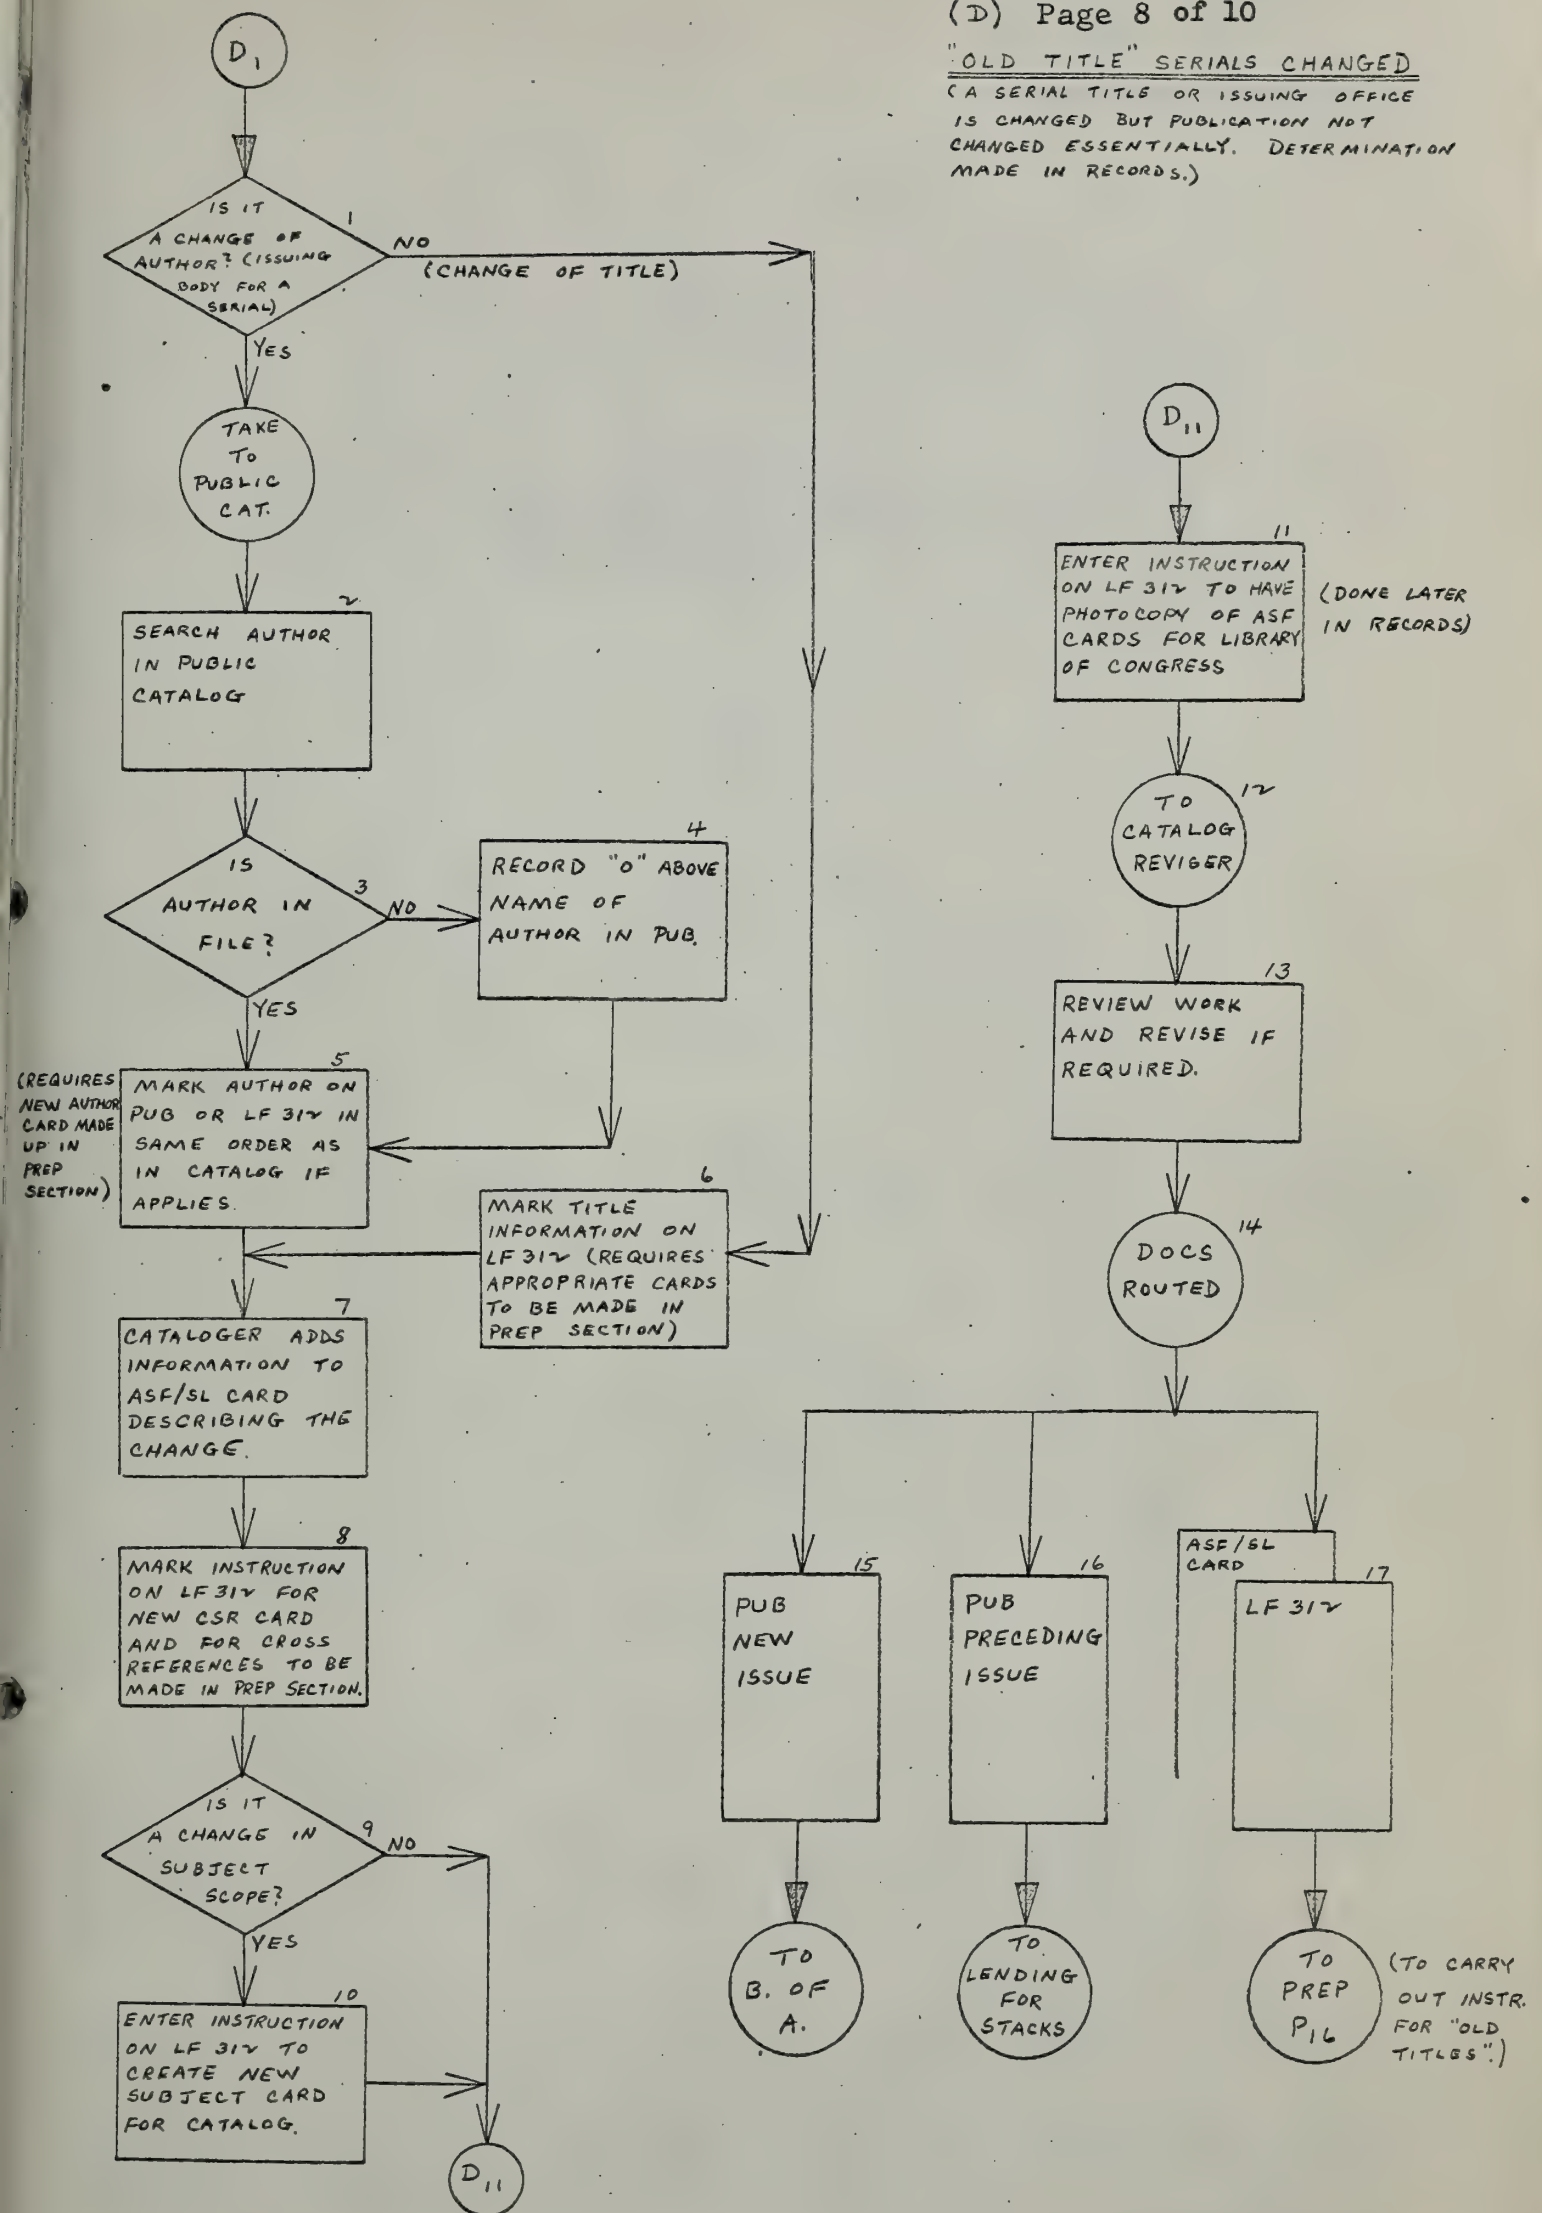 (D) Page 8 of 10
"OLD TITLE" SERIALS CHANGED
(A SERIAL TITLE OR ISSUING OFFICE
IS CHANGED BUT PUBLICATION NOT
CHANGED ESSENTIALLY. DETERMINATION
MADE IN RECORDS.)
D1
1
IS IT
A CHANGE OF
AUTHOR? (ISSUING
BODY FOR A
SERIAL)
NO
(CHANGE OF TITLE)
YES
TAKE
TO
PUBLIC
CAT.
2
SEARCH AUTHOR
IN PUBLIC
CATALOG
3
IS
AUTHOR IN
FILE?
NO
4
RECORD "O" ABOVE
NAME OF
AUTHOR IN PUB.
YES
5
(REQUIRES
NEW AUTHOR
CARD MADE
UP IN
PREP
SECTION)
MARK AUTHOR ON
PUB OR LF 312 IN
SAME ORDER AS
IN CATALOG IF
APPLIES.
6
MARK TITLE
INFORMATION ON
LF 312 (REQUIRES
APPROPRIATE CARDS
TO BE MADE IN
PREP SECTION)
7
CATALOGER ADDS
INFORMATION TO
ASF/SL CARD
DESCRIBING THE
CHANGE.
8
MARK INSTRUCTION
ON LF 312 FOR
NEW CSR CARD
AND FOR CROSS
REFERENCES TO BE
MADE IN PREP SECTION.
9
IS IT
A CHANGE IN
SUBJECT
SCOPE?
NO
YES
10
ENTER INSTRUCTION
ON LF 312 TO
CREATE NEW
SUBJECT CARD
FOR CATALOG.
D11
D11
11
ENTER INSTRUCTION
ON LF 312 TO HAVE
PHOTOCOPY OF ASF
CARDS FOR LIBRARY
OF CONGRESS
(DONE LATER
IN RECORDS)
12
TO
CATALOG
REVISER
13
REVIEW WORK
AND REVISE IF
REQUIRED.
14
DOCS
ROUTED
15
PUB
NEW
ISSUE
16
PUB
PRECEDING
ISSUE
ASF/SL
CARD
17
LF 312
TO
B. OF
A.
TO
LENDING
FOR
STACKS
TO
PREP
P16
(TO CARRY
OUT INSTR.
FOR "OLD
TITLES".)